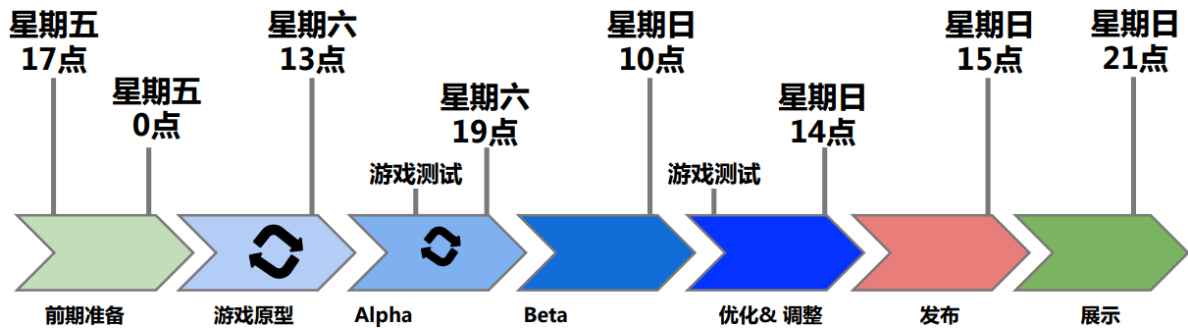 星期五
17点
星期五
0点
星期六
13点
星期六
19点
游戏测试
星期日
10点
游戏测试
星期日
14点
星期日
15点
星期日
21点
前期准备
游戏原型
Alpha
Beta
优化& 调整
发布
展示